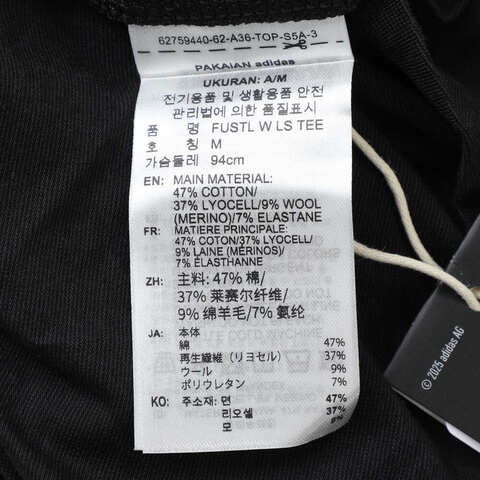 62759440-62-A36-TOP-S5A-3
PAKAIAN adidas
UKURAN: A/M
전기용품 및 생활용품 안전
관리법에 의한 품질표시
품 명 FUSTL W LS TEE
호 칭 M
가슴둘레 94cm
EN: MAIN MATERIAL:
47% COTTON/
37% LYOCELL/9% WOOL
(MERINO)/7% ELASTANE
FR: MATIERE PRINCIPALE:
47% COTON/37% LYOCELL/
9% LAINE (MERINOS)/
7% ELASTHANNE
ZH: 主料: 47% 棉/
37% 莱赛尔纤维/
9% 绵羊毛/7% 氨纶
JA: 本体
綿 47%
再生繊維 (リヨセル) 37%
ウール 9%
ポリウレタン 7%
KO: 주소재: 면 47%
리오셀 37%
모 9%
© 2025 adidas AG